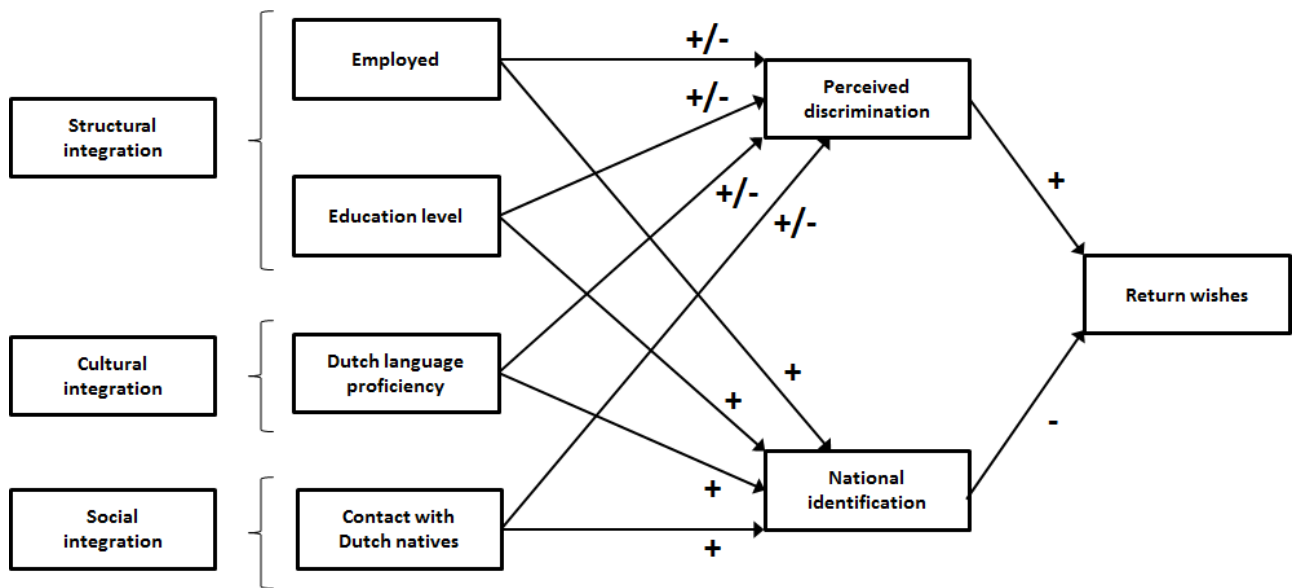 Structural
integration
Cultural
integration
Social
integration
Employed
Education level
Dutch language
proficiency
Contact with
Dutch natives
+/-
+/-
+/-
+/-
+
+
+
+
Perceived
discrimination
National
identification
+
-
Return wishes